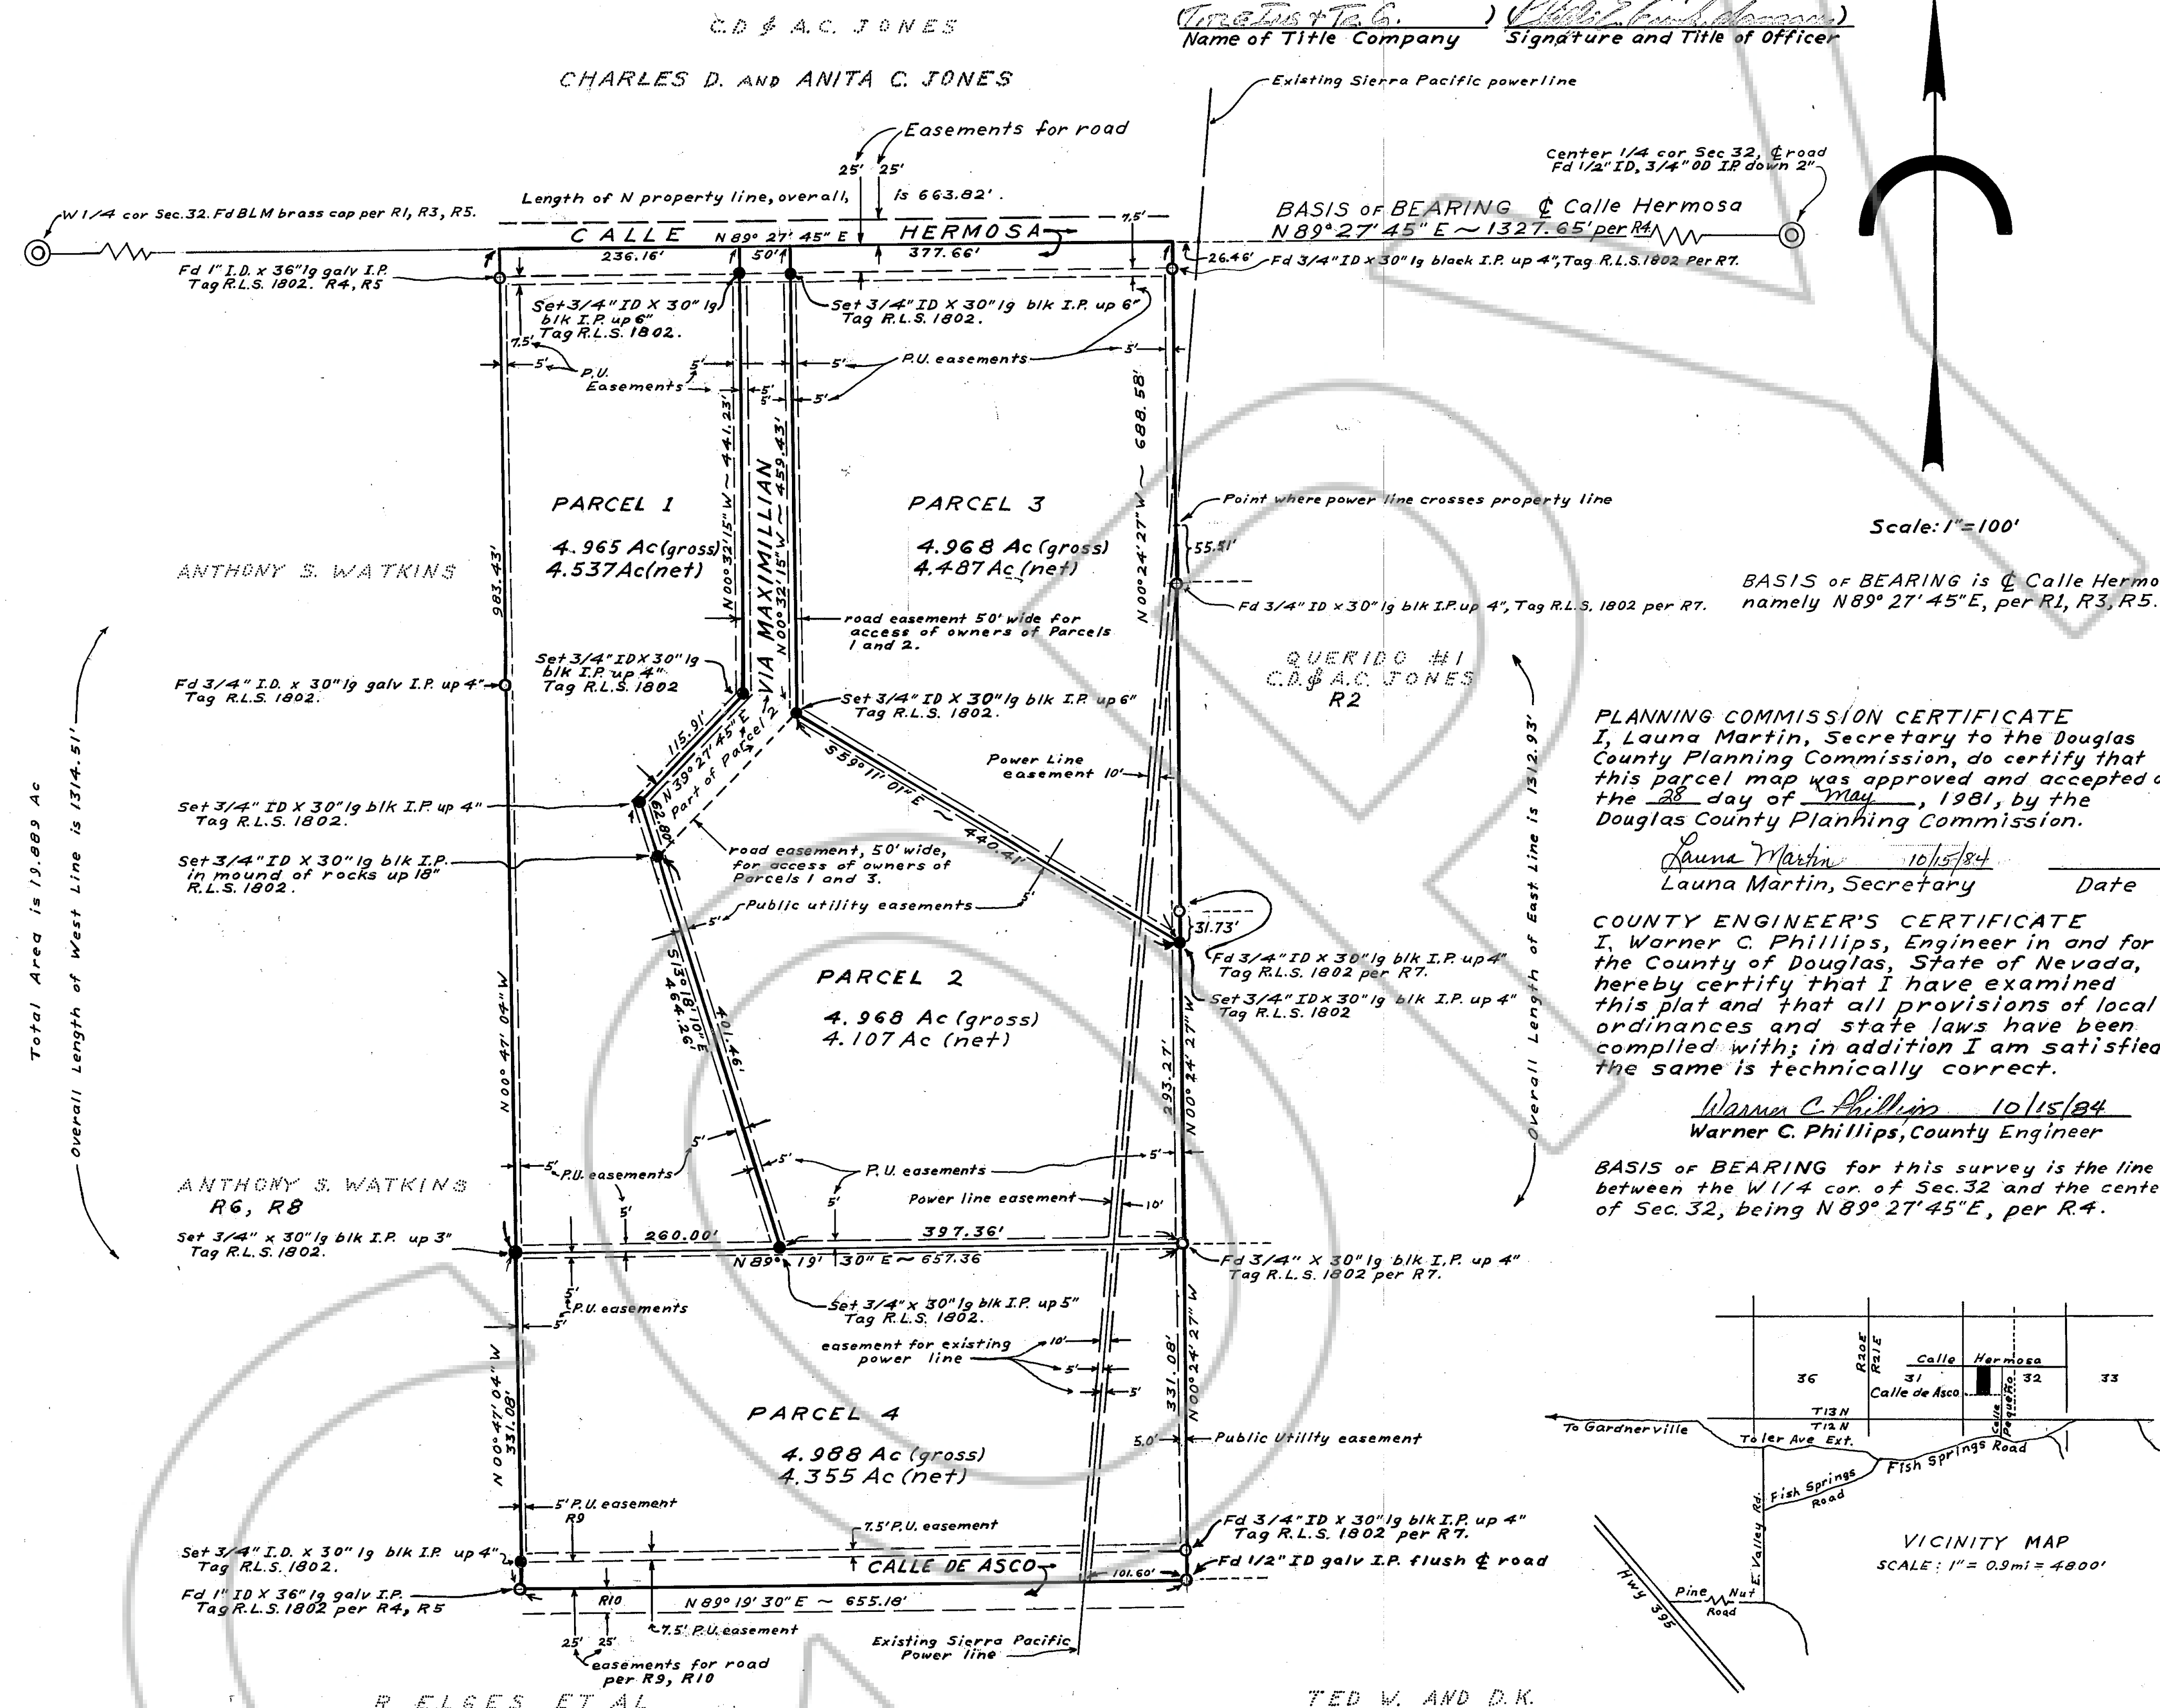 C.D & A.C. JONES
CHARLES D. AND ANITA C. JONES
Name of Title Company
Signature and Title of Officer
Existing Sierra Pacific powerline
Easements for road
25' 25'
Length of N property line, overall, is 663.82'.
Center 1/4 cor Sec 32, ℄ road
Fd 1/2" ID, 3/4" OD I.P. down 2"
W 1/4 cor Sec. 32. Fd BLM brass cap per R1, R3, R5.
BASIS OF BEARING ℄ Calle Hermosa
N 89° 27' 45" E ~ 1327.65' per R4
7.5'
CALLE N 89° 27' 45" E HERMOSA
236.16' 50' 377.66'
26.46'
Fd 3/4" ID x 30" lg black I.P. up 4", Tag R.L.S. 1802 Per R7.
Fd 1" I.D. x 36" lg galv I.P.
Tag R.L.S. 1802. R4, R5
Set 3/4" ID X 30" lg
blk I.P. up 6"
Tag R.L.S. 1802.
Set 3/4" ID X 30" lg blk I.P. up 6"
Tag R.L.S. 1802.
7.5'
5'
P.U.
Easements
5'
5'
5'
5'
5'
P.U. easements
5'
N 00° 32' 15" W ~ 441.23'
VIA MAXIMILLIAN
N 00° 32' 15" W ~ 459.43'
N 00° 24' 27" W ~ 688.58'
983.43'
PARCEL 1
4.965 Ac (gross)
4.537 Ac (net)
PARCEL 3
4.968 Ac (gross)
4.487 Ac (net)
Point where power line crosses property line
55.51'
Fd 3/4" ID x 30" lg blk I.P. up 4", Tag R.L.S. 1802 per R7.
Scale: 1"=100'
BASIS OF BEARING is ℄ Calle Hermo
namely N 89° 27' 45" E, per R1, R3, R5.
ANTHONY S. WATKINS
road easement 50' wide for
access of owners of Parcels
1 and 2.
Set 3/4" ID X 30" lg
blk I.P. up 4"
Tag R.L.S. 1802
QUERIDO #1
C.D. & A.C. JONES
R2
Fd 3/4" I.D. x 30" lg galv I.P. up 4"
Tag R.L.S. 1802.
Set 3/4" ID X 30" lg blk I.P. up 6"
Tag R.L.S. 1802.
115.91'
N 39° 27' 45" E
Part of Parcel 2
62.80'
S 59° 11' 01" E ~ 440.41'
Power Line
easement 10'
Set 3/4" ID X 30" lg blk I.P. up 4"
Tag R.L.S. 1802.
Set 3/4" ID X 30" lg blk I.P.
in mound of rocks up 18"
R.L.S. 1802.
road easement, 50' wide,
for access of owners of
Parcels 1 and 3.
Public utility easements
5'
5'
Total Area is 19.889 Ac
Overall Length of West Line is 1314.51'
Overall Length of East Line is 1312.93'
PLANNING COMMISSION CERTIFICATE
I, Launa Martin, Secretary to the Douglas
County Planning Commission, do certify that
this parcel map was approved and accepted o
the 28 day of May, 1981, by the
Douglas County Planning Commission.
Launa Martin 10/15/84
Launa Martin, Secretary Date
31.73'
Fd 3/4" ID X 30" lg blk I.P. up 4"
Tag R.L.S. 1802 per R7.
Set 3/4" ID X 30" lg blk I.P. up 4"
Tag R.L.S. 1802
COUNTY ENGINEER'S CERTIFICATE
I, Warner C. Phillips, Engineer in and for
the County of Douglas, State of Nevada,
hereby certify that I have examined
this plat and that all provisions of local
ordinances and state laws have been
complied with; in addition I am satisfied
the same is technically correct.
Warner C Phillips 10/15/84
Warner C. Phillips, County Engineer
PARCEL 2
4.968 Ac (gross)
4.107 Ac (net)
401.46'
S 13° 18' 10" E
464.26'
N 00° 47' 04" W
293.27'
N 00° 24' 27" W
BASIS OF BEARING for this survey is the line
between the W 1/4 cor. of Sec. 32 and the cente
of Sec. 32, being N 89° 27' 45" E, per R4.
ANTHONY S. WATKINS
R6, R8
5'
P.U. easements
5'
5'
P.U. easements
5'
Power line easement
10'
5'
5'
Set 3/4" x 30" lg blk I.P. up 3"
Tag R.L.S. 1802.
260.00'
397.36'
N 89° 19' 30" E ~ 657.36
Fd 3/4" X 30" lg blk I.P. up 4"
Tag R.L.S. 1802 per R7.
5'
P.U. easements
5'
Set 3/4" x 30" lg blk I.P. up 5"
Tag R.L.S. 1802.
easement for existing
power line
10'
5'
5'
N 00° 47' 04" W
331.08'
331.08'
N 00° 24' 27" W
PARCEL 4
4.988 Ac (gross)
4.355 Ac (net)
5.0'
Public Utility easement
5' P.U. easement
R9
7.5' P.U. easement
Fd 3/4" ID X 30" lg blk I.P. up 4"
Tag R.L.S. 1802 per R7.
Set 3/4" I.D. x 30" lg blk I.P. up 4"
Tag R.L.S. 1802.
CALLE DE ASCO
101.60'
Fd 1/2" ID galv I.P. flush ℄ road
Fd 1" ID X 36" lg galv I.P.
Tag R.L.S. 1802 per R4, R5
R10
N 89° 19' 30" E ~ 655.18'
7.5' P.U. easement
25' 25'
easements for road
per R9, R10
Existing Sierra Pacific
Power line
R20E
R21E
Calle Hermosa
36 31 32 33
Calle de Asco
Calle Pequeño
T13N
T12N
To Gardnerville
Toler Ave Ext.
Fish Springs Road
Fish Springs
Road
E. Valley Rd.
Pine Nut
Road
Hwy 395
VICINITY MAP
SCALE: 1" = 0.9mi = 4800'
R ELGES ET AL
TED W. AND D.K.